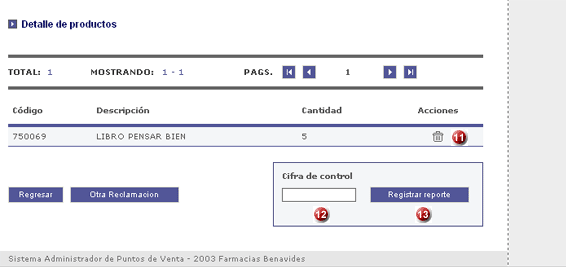 Detalle de productos
TOTAL: 1 MOSTRANDO: 1 - 1 PAGS. 1
Código Descripción Cantidad Acciones
750069 LIBRO PENSAR BIEN 5 11
Cifra de control
Regresar Otra Reclamacion Registrar reporte
12 13
Sistema Administrador de Puntos de Venta - 2003 Farmacias Benavides